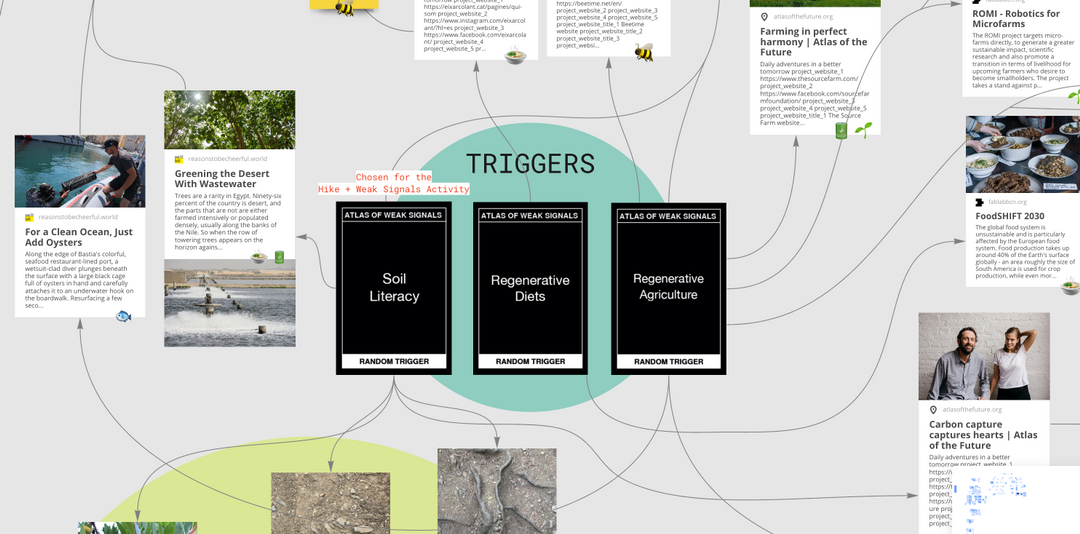 tomorrow project_website_1
https://eixarcolant.cat/pagines/qui-
som project_website_2
https://www.instagram.com/eixarcol
ant/?hl=es project_website_3
https://www.facebook.com/eixarcola
nt/ project_website_4
project_website_5 pr...
https://beetime.net/en/
project_website_2 project_website_3
project_website_4 project_website_5
project_website_title_1 Beetime
website project_website_title_2
project_website_title_3
project_websi...
atlasofthefuture.org
Farming in perfect
harmony | Atlas of the
Future
Daily adventures in a better
tomorrow project_website_1
https://www.thesourcefarm.com/
project_website_2
https://www.facebook.com/sourcefar
mfoundation/ project_website_3
project_website_4 project_website_5
project_website_title_1 The Source
Farm website...
ROMI - Robotics for
Microfarms
The ROMI project targets micro-
farms directly, to generate a greater
sustainable impact, scientific
research and also promote a
transition in terms of livelihood for
upcoming farmers who desire to
become smallholders. The project
takes a stand against p...
reasonstobecheerful.world
Greening the Desert
With Wastewater
Trees are a rarity in Egypt. Ninety-six
percent of the country is desert, and
the parts that are not are either
farmed intensively or populated
densely, usually along the banks of
the Nile. So when the row of
towering trees appears on the
horizon agains...
reasonstobecheerful.world
For a Clean Ocean, Just
Add Oysters
Along the edge of Bastia's colorful,
seafood restaurant-lined port, a
wetsuit-clad diver plunges beneath
the surface with a large black cage
full of oysters in hand and carefully
attaches it to an underwater hook on
the boardwalk. Resurfacing a few
seco...
TRIGGERS
Chosen for the
Hike + Weak Signals Activity
ATLAS OF WEAK SIGNALS
Soil
Literacy
RANDOM TRIGGER
ATLAS OF WEAK SIGNALS
Regenerative
Diets
RANDOM TRIGGER
ATLAS OF WEAK SIGNALS
Regenerative
Agriculture
RANDOM TRIGGER
fablabbcn.org
FoodSHIFT 2030
The global food system is
unsustainable and is particularly
affected by the European food
system. Food production takes up
around 40% of the Earth's surface
globally - an area roughly the size of
South America is used for crop
production, while even mor...
atlasofthefuture.org
Carbon capture
captures hearts | Atlas
of the Future
Daily adventures in a better
tomorrow project_website_1
https://
project_
https://
project_
ure proj
project_
project_